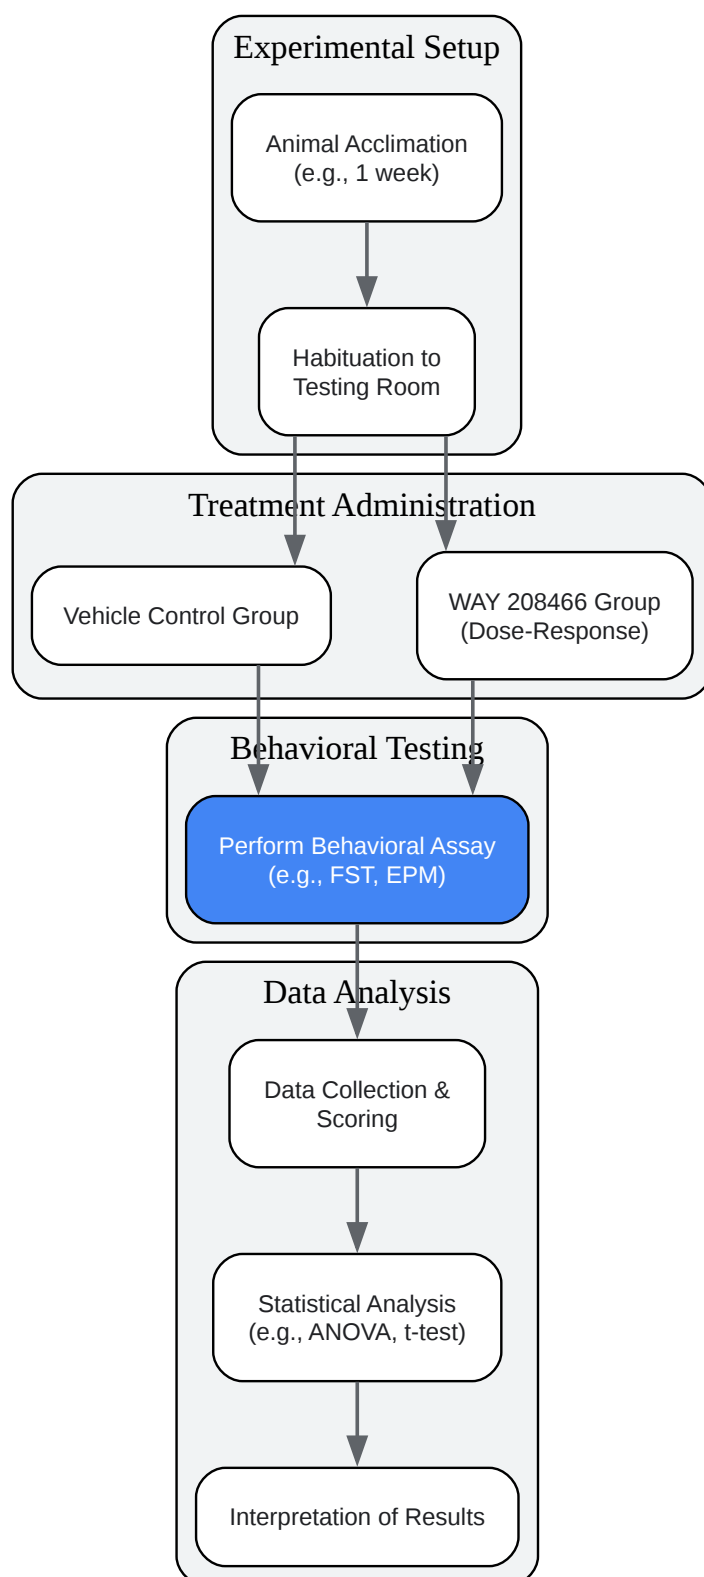 Experimental Setup
Animal Acclimation
(e.g., 1 week)
Habituation to
Testing Room
Treatment Administration
Vehicle Control Group
WAY 208466 Group
(Dose-Response)
Behavioral Testing
Perform Behavioral Assay
(e.g., FST, EPM)
Data Analysis
Data Collection &
Scoring
Statistical Analysis
(e.g., ANOVA, t-test)
Interpretation of Results